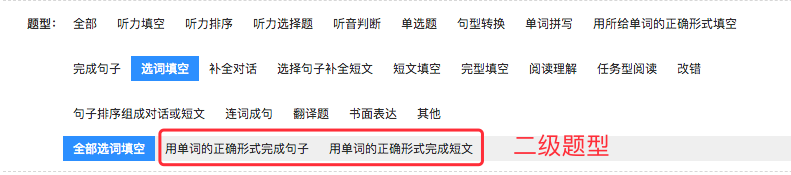 题型： 全部 听力填空 听力排序 听力选择题 听音判断 单选题 句型转换 单词拼写 用所给单词的正确形式填空
完成句子 选词填空 补全对话 选择句子补全短文 短文填空 完型填空 阅读理解 任务型阅读 改错
句子排序组成对话或短文 连词成句 翻译题 书面表达 其他
全部选词填空 用单词的正确形式完成句子 用单词的正确形式完成短文 二级题型